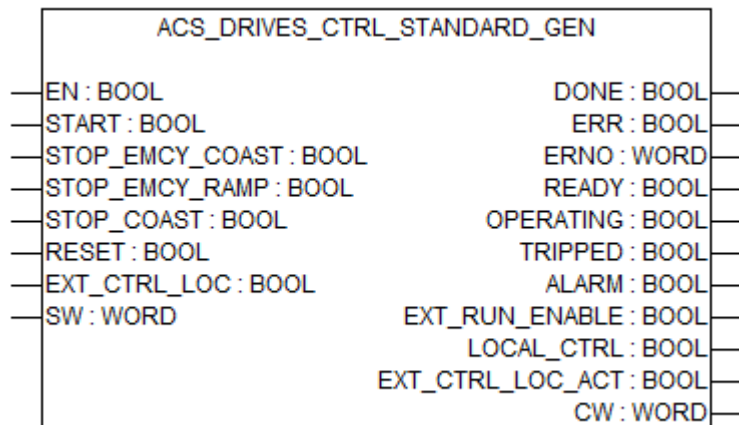 ACS_DRIVES_CTRL_STANDARD_GEN
EN : BOOL DONE : BOOL
START : BOOL ERR : BOOL
STOP_EMCY_COAST : BOOL ERNO : WORD
STOP_EMCY_RAMP : BOOL READY : BOOL
STOP_COAST : BOOL OPERATING : BOOL
RESET : BOOL TRIPPED : BOOL
EXT_CTRL_LOC : BOOL ALARM : BOOL
SW : WORD EXT_RUN_ENABLE : BOOL
LOCAL_CTRL : BOOL
EXT_CTRL_LOC_ACT : BOOL
CW : WORD